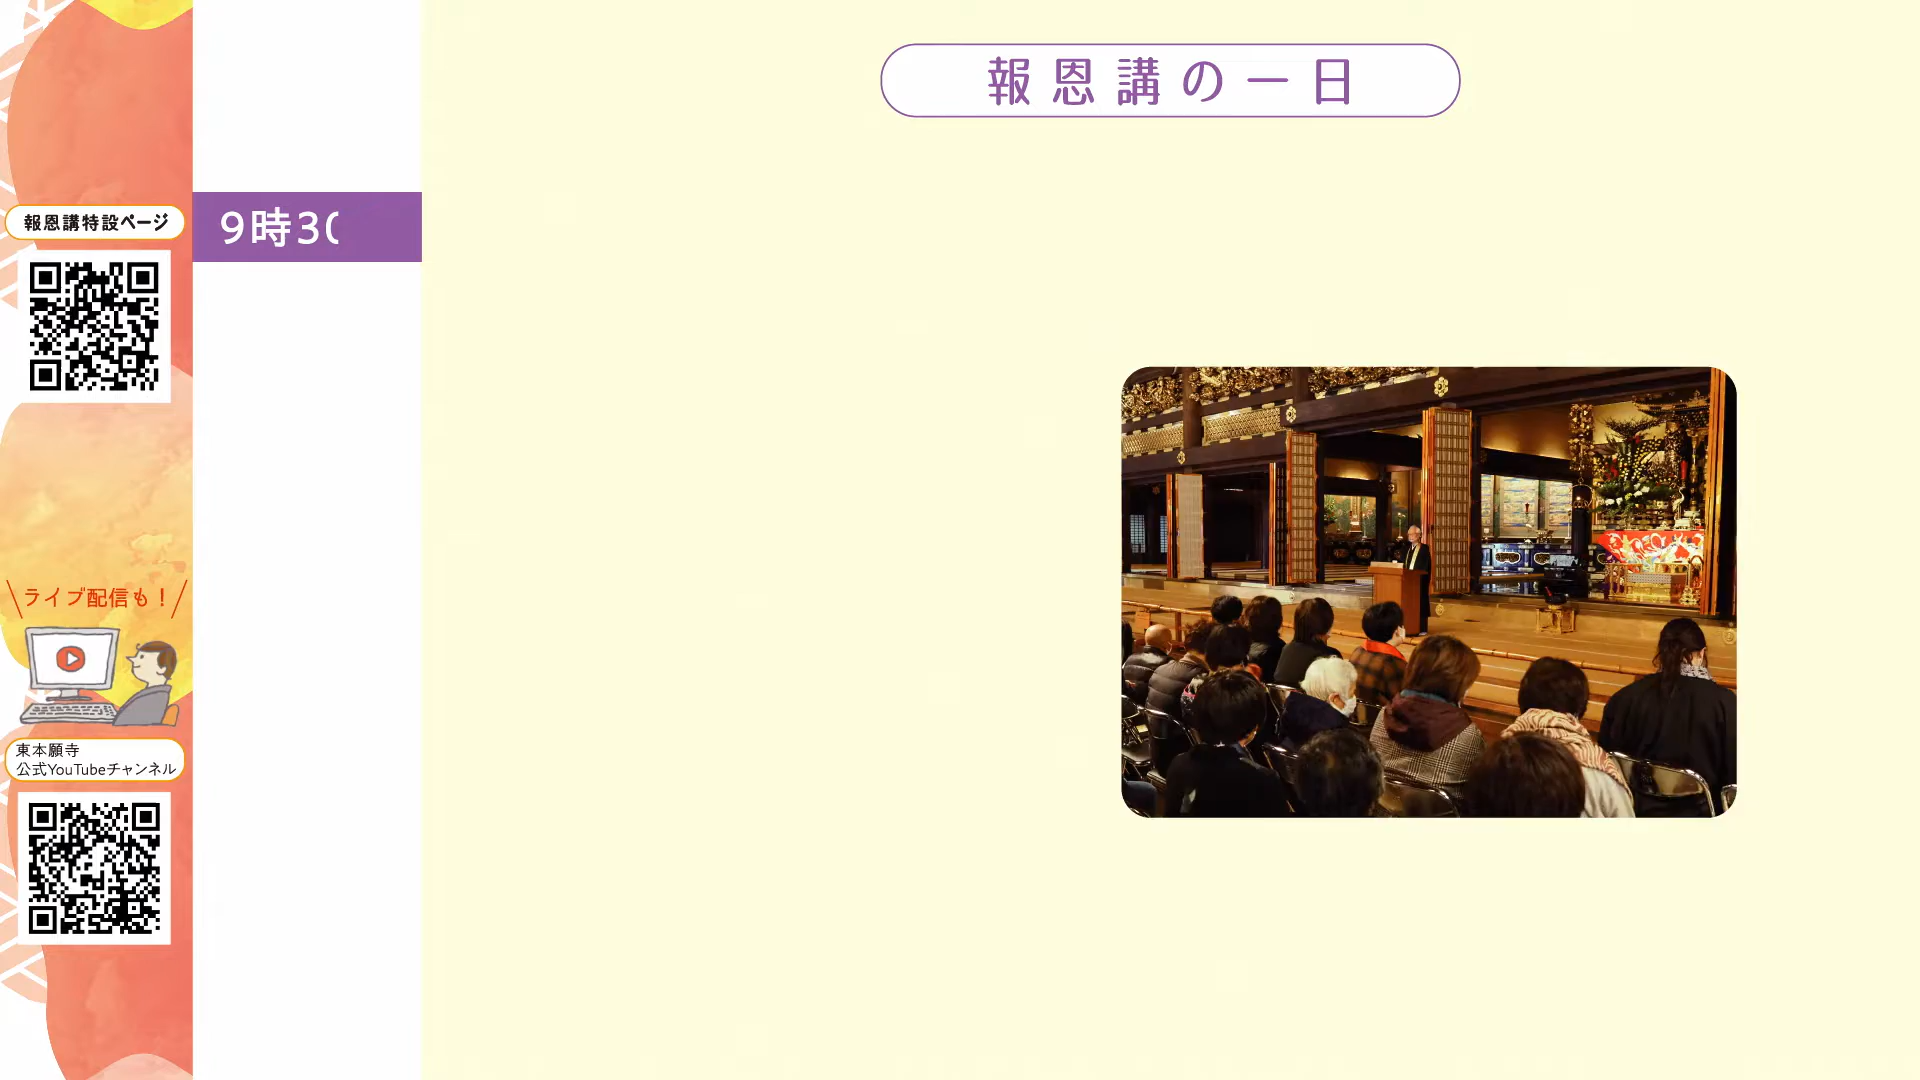 報恩講の一日
9時30
報恩講特設ページ
ライブ配信も!
東本願寺
公式YouTubeチャンネル